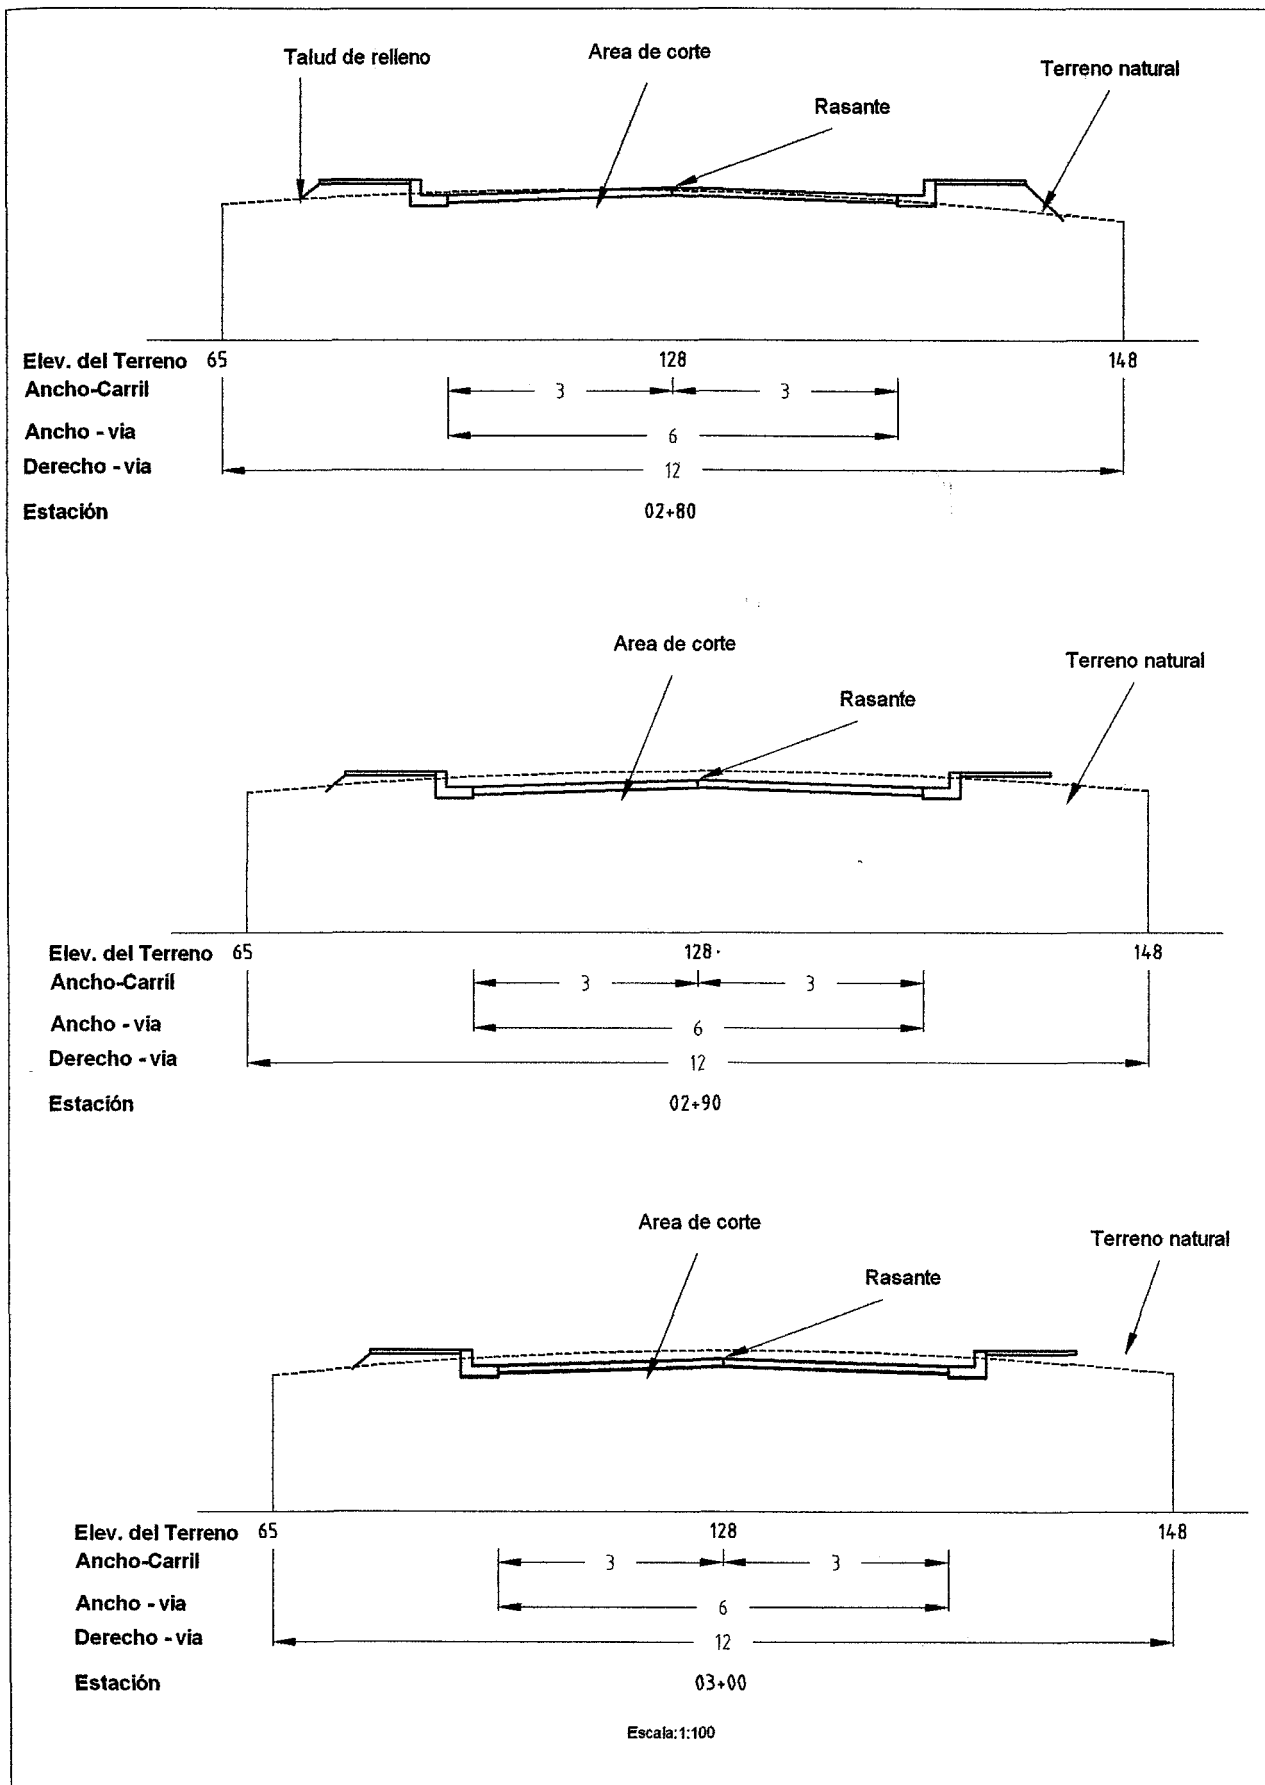 Talud de relleno
Area de corte
Terreno natural
Rasante
Elev. del Terreno 65 128 148
Ancho-Carril 3 3
Ancho - via 6
Derecho - via 12
Estación 02+80
Area de corte
Terreno natural
Rasante
Elev. del Terreno 65 128 148
Ancho-Carril 3 3
Ancho - via 6
Derecho - via 12
Estación 02+90
Area de corte
Terreno natural
Rasante
Elev. del Terreno 65 128 148
Ancho-Carril 3 3
Ancho - via 6
Derecho - via 12
Estación 03+00
Escala:1:100